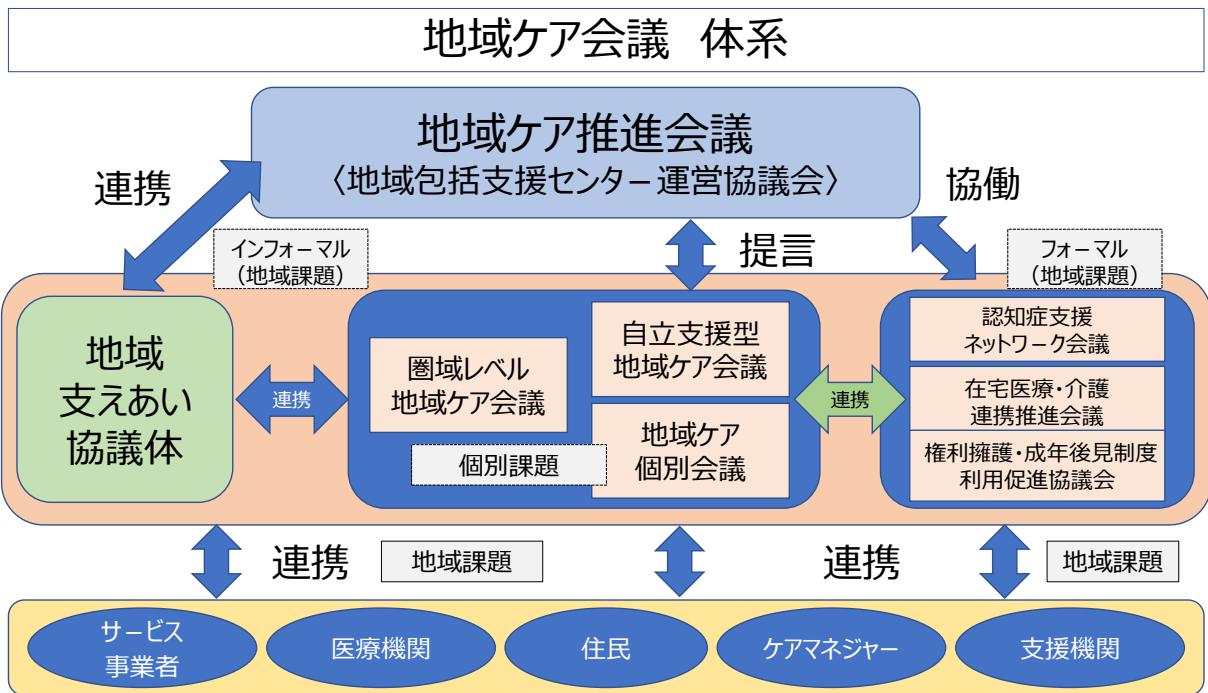 地域ケア会議 体系
地域ケア推進会議
〈地域包括支援センター運営協議会〉
連携
協働
提言
インフォーマル
(地域課題)
フォーマル
(地域課題)
地域
支えあい
協議体
連携
圏域レベル
地域ケア会議
自立支援型
地域ケア会議
地域ケア
個別会議
個別課題
連携
認知症支援
ネットワーク会議
在宅医療・介護
連携推進会議
権利擁護・成年後見制度
利用促進協議会
連携
地域課題
連携
地域課題
サービス
事業者
医療機関
住民
ケアマネジャー
支援機関